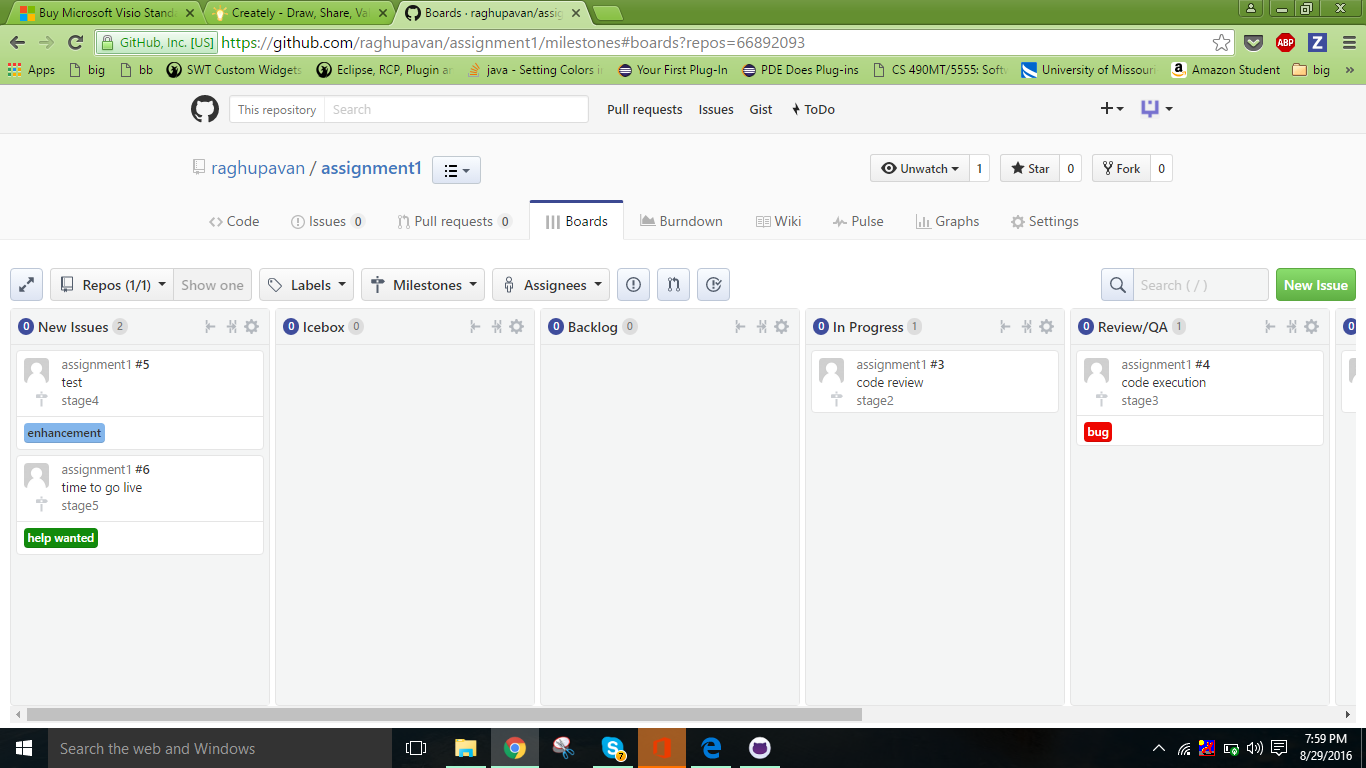 Buy Microsoft Visio Standa
Creately - Draw, Share, Val
Boards · raghupavan/assig
GitHub, Inc. [US]
https://github.com/raghupavan/assignment1/milestones#boards?repos=66892093
ABP
Z
Apps
big
bb
SWT Custom Widgets
Eclipse, RCP, Plugin an
java - Setting Colors i
Your First Plug-In
PDE Does Plug-ins
CS 490MT/5555: Softw
University of Missouri
Amazon Student
big
»
This repository
Search
Pull requests
Issues
Gist
ToDo
raghupavan / assignment1
Unwatch
1
Star
0
Fork
0
Code
Issues 0
Pull requests 0
Boards
Burndown
Wiki
Pulse
Graphs
Settings
Repos (1/1)
Show one
Labels
Milestones
Assignees
Search ( / )
New Issue
0 New Issues 2
0 Icebox 0
0 Backlog 0
0 In Progress 1
0 Review/QA 1
0
assignment1 #5
test
stage4
enhancement
assignment1 #6
time to go live
stage5
help wanted
assignment1 #3
code review
stage2
assignment1 #4
code execution
stage3
bug
Search the web and Windows
7
7:59 PM
8/29/2016